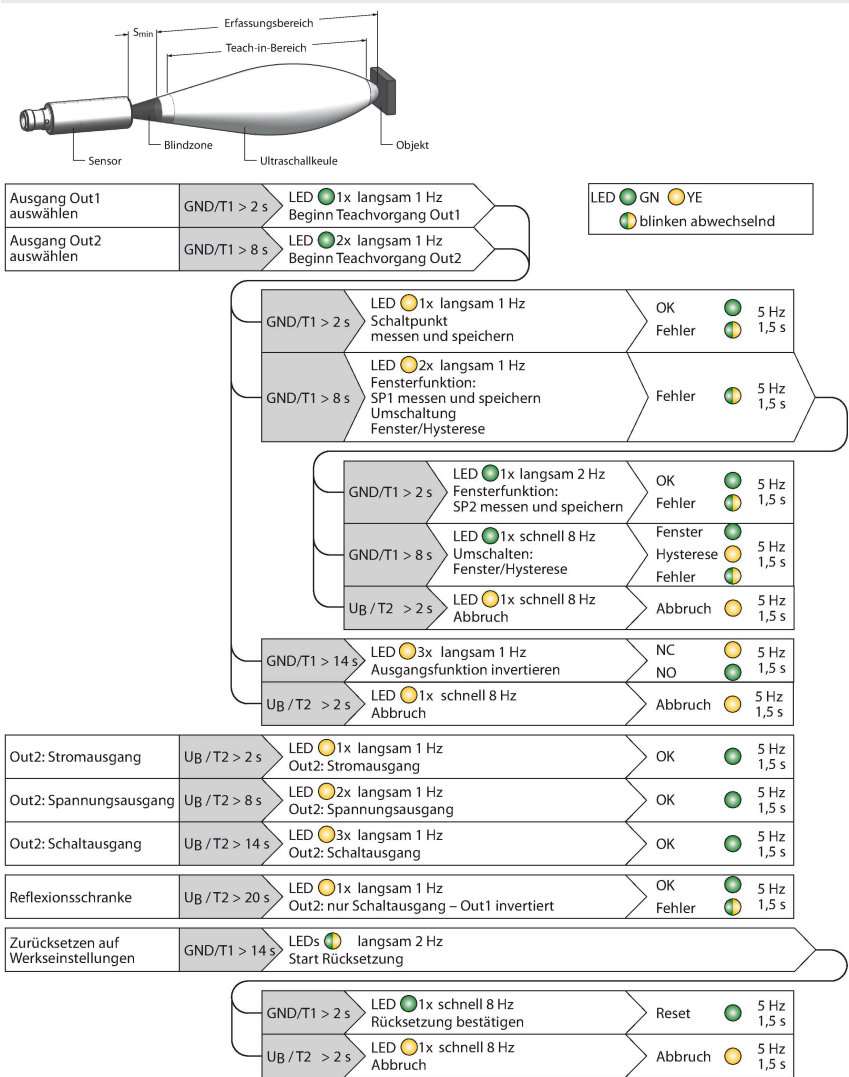 Erfassungsbereich
Smin
Teach-in-Bereich
Blindzone
Objekt
Sensor
Ultraschallkeule
Ausgang Out1
auswählen
GND/T1 > 2 s
LED 1x langsam 1 Hz
Beginn Teachvorgang Out1
LED GN YE
blinken abwechselnd
Ausgang Out2
auswählen
GND/T1 > 8 s
LED 2x langsam 1 Hz
Beginn Teachvorgang Out2
GND/T1 > 2 s
LED 1x langsam 1 Hz
Schaltpunkt
messen und speichern
OK
Fehler
5 Hz
1,5 s
GND/T1 > 8 s
LED 2x langsam 1 Hz
Fensterfunktion:
SP1 messen und speichern
Umschaltung
Fenster/Hysterese
Fehler
5 Hz
1,5 s
GND/T1 > 2 s
LED 1x langsam 2 Hz
Fensterfunktion:
SP2 messen und speichern
OK
Fehler
5 Hz
1,5 s
GND/T1 > 8 s
LED 1x schnell 8 Hz
Umschalten:
Fenster/Hysterese
Fenster
Hysterese
Fehler
5 Hz
1,5 s
UB / T2 > 2 s
LED 1x schnell 8 Hz
Abbruch
Abbruch
5 Hz
1,5 s
GND/T1 > 14 s
LED 3x langsam 1 Hz
Ausgangsfunktion invertieren
NC
NO
5 Hz
1,5 s
UB / T2 > 2 s
LED 1x schnell 8 Hz
Abbruch
Abbruch
5 Hz
1,5 s
Out2: Stromausgang
UB / T2 > 2 s
LED 1x langsam 1 Hz
Out2: Stromausgang
OK
5 Hz
1,5 s
Out2: Spannungsausgang
UB / T2 > 8 s
LED 2x langsam 1 Hz
Out2: Spannungsausgang
OK
5 Hz
1,5 s
Out2: Schaltausgang
UB / T2 > 14 s
LED 3x langsam 1 Hz
Out2: Schaltausgang
OK
5 Hz
1,5 s
Reflexionsschranke
UB / T2 > 20 s
LED 1x langsam 1 Hz
Out2: nur Schaltausgang – Out1 invertiert
OK
Fehler
5 Hz
1,5 s
Zurücksetzen auf
Werkseinstellungen
GND/T1 > 14 s
LEDs langsam 2 Hz
Start Rücksetzung
GND/T1 > 2 s
LED 1x schnell 8 Hz
Rücksetzung bestätigen
Reset
5 Hz
1,5 s
UB / T2 > 2 s
LED 1x schnell 8 Hz
Abbruch
Abbruch
5 Hz
1,5 s